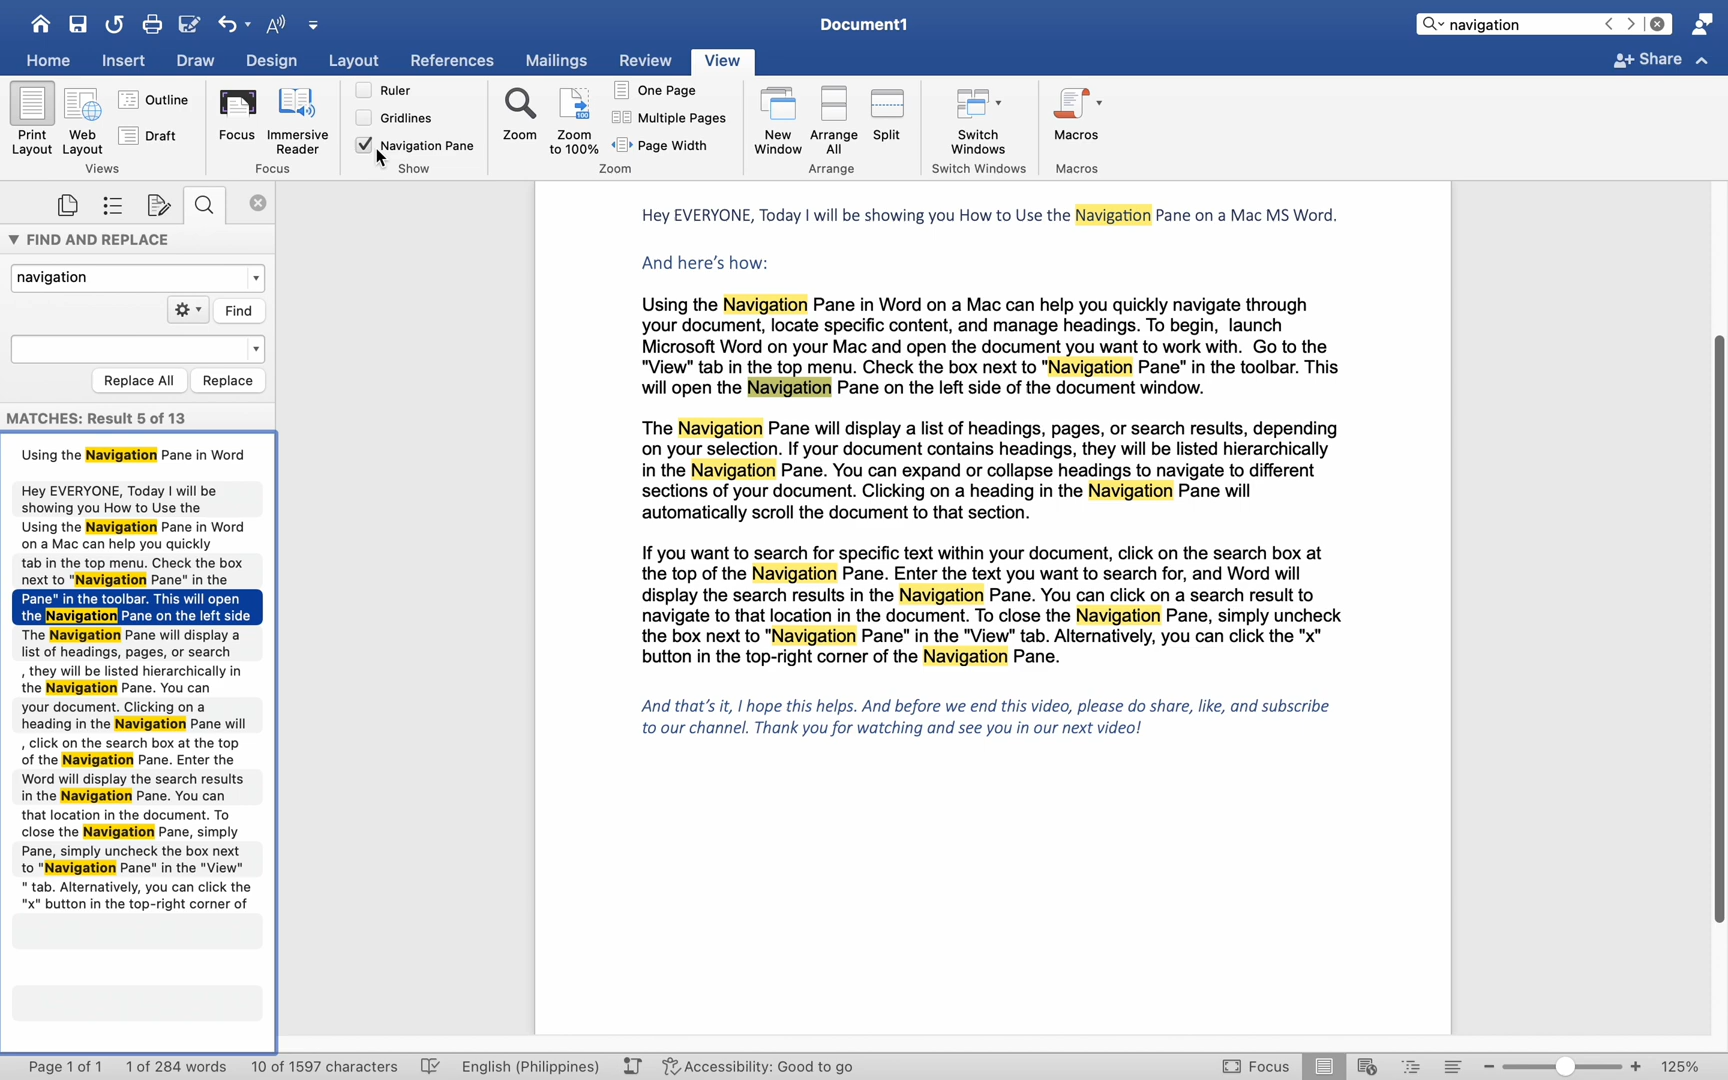 Document1
navigation
Home Insert Draw Design Layout References Mailings Review View
Share
Print Layout
Web Layout
Outline
Draft
Views
Focus
Immersive Reader
Focus
Ruler
Gridlines
Navigation Pane
Show
Zoom
Zoom to 100%
100
One Page
Multiple Pages
Page Width
Zoom
New Window
Arrange All
Split
Arrange
Switch Windows
Switch Windows
Macros
Macros
FIND AND REPLACE
navigation
Find
Replace All Replace
MATCHES: Result 5 of 13
Using the Navigation Pane in Word
Hey EVERYONE, Today I will be
showing you How to Use the
Using the Navigation Pane in Word
on a Mac can help you quickly
tab in the top menu. Check the box
next to "Navigation Pane" in the
Pane" in the toolbar. This will open
the Navigation Pane on the left side
The Navigation Pane will display a
list of headings, pages, or search
, they will be listed hierarchically in
the Navigation Pane. You can
your document. Clicking on a
heading in the Navigation Pane will
, click on the search box at the top
of the Navigation Pane. Enter the
Word will display the search results
in the Navigation Pane. You can
that location in the document. To
close the Navigation Pane, simply
Pane, simply uncheck the box next
to "Navigation Pane" in the "View"
" tab. Alternatively, you can click the
"x" button in the top-right corner of
Hey EVERYONE, Today I will be showing you How to Use the Navigation Pane on a Mac MS Word.
And here's how:
Using the Navigation Pane in Word on a Mac can help you quickly navigate through
your document, locate specific content, and manage headings. To begin, launch
Microsoft Word on your Mac and open the document you want to work with. Go to the
"View" tab in the top menu. Check the box next to "Navigation Pane" in the toolbar. This
will open the Navigation Pane on the left side of the document window.
The Navigation Pane will display a list of headings, pages, or search results, depending
on your selection. If your document contains headings, they will be listed hierarchically
in the Navigation Pane. You can expand or collapse headings to navigate to different
sections of your document. Clicking on a heading in the Navigation Pane will
automatically scroll the document to that section.
If you want to search for specific text within your document, click on the search box at
the top of the Navigation Pane. Enter the text you want to search for, and Word will
display the search results in the Navigation Pane. You can click on a search result to
navigate to that location in the document. To close the Navigation Pane, simply uncheck
the box next to "Navigation Pane" in the "View" tab. Alternatively, you can click the "x"
button in the top-right corner of the Navigation Pane.
And that's it, I hope this helps. And before we end this video, please do share, like, and subscribe
to our channel. Thank you for watching and see you in our next video!
Page 1 of 1 1 of 284 words 10 of 1597 characters English (Philippines) Accessibility: Good to go Focus 125%